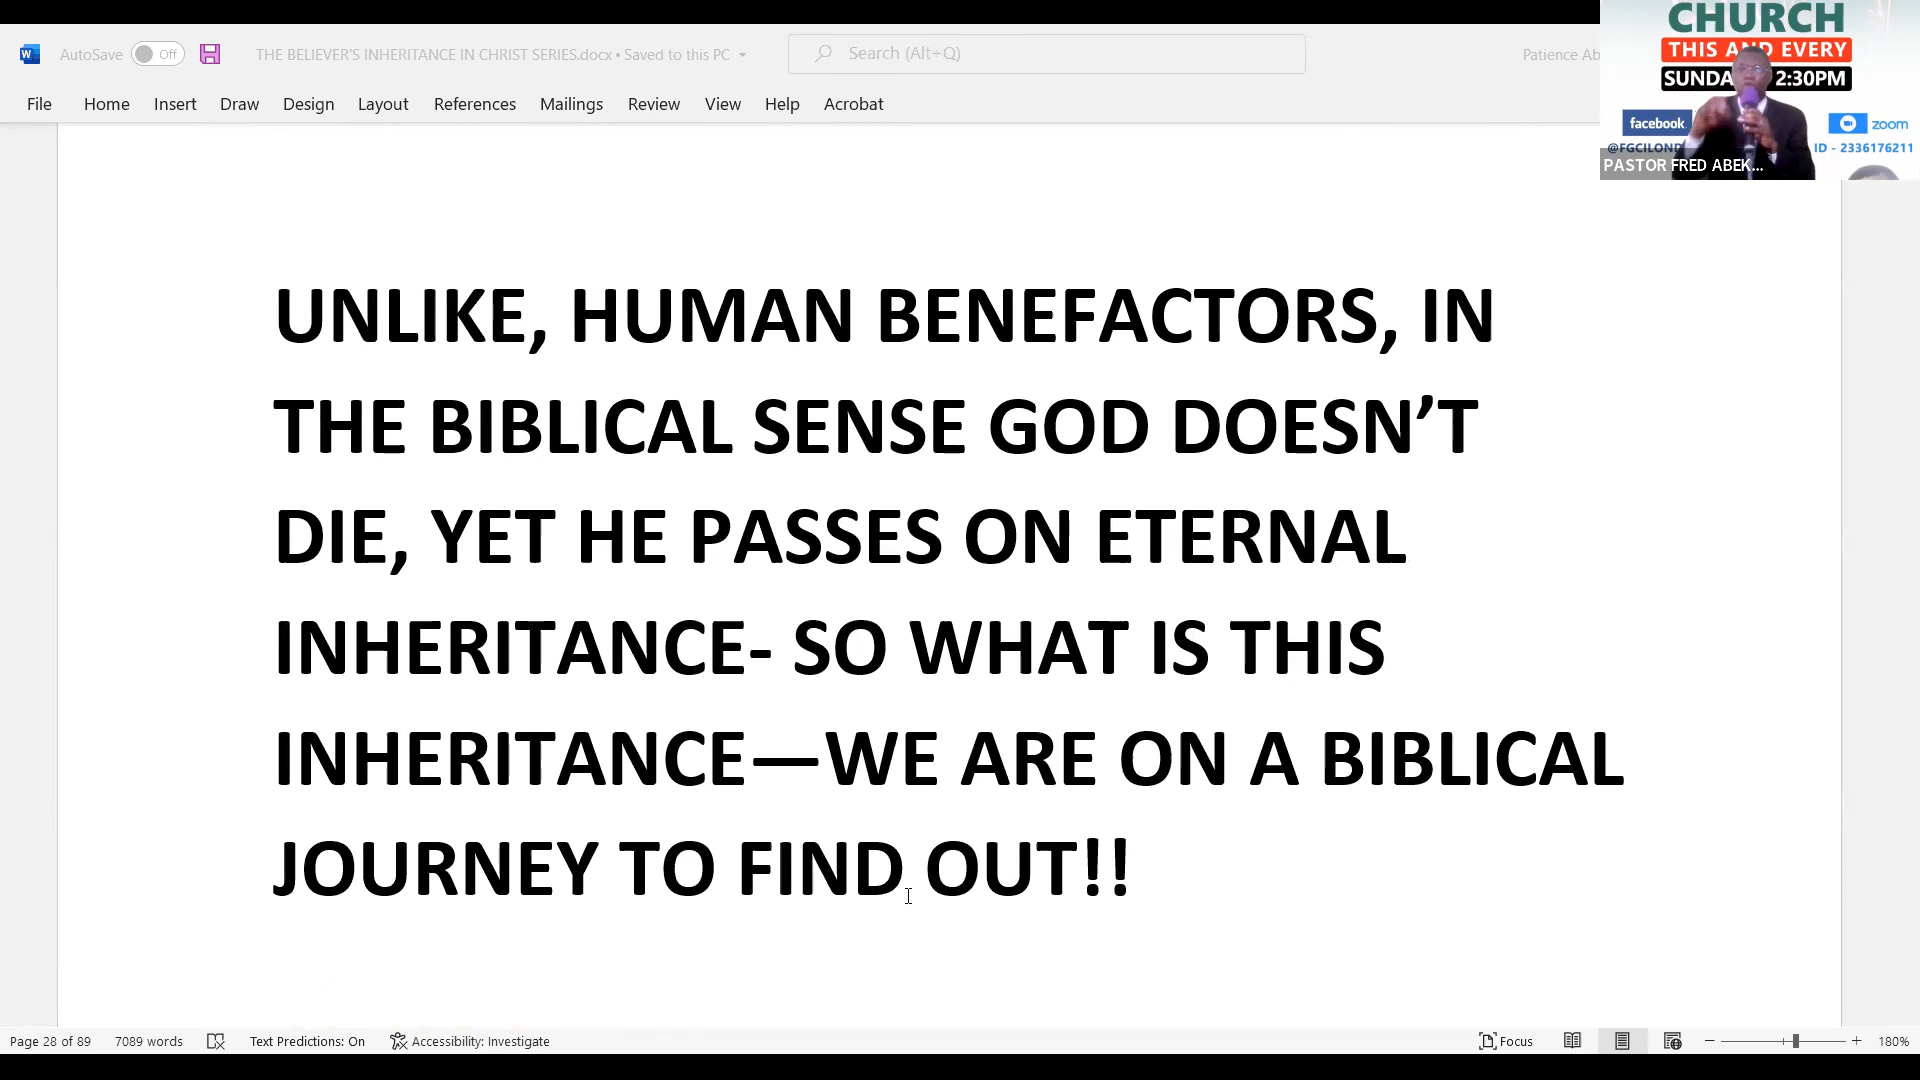 AutoSave Off THE BELIEVER'S INHERITANCE IN CHRIST SERIES.docx • Saved to this PC Search (Alt+Q) Patience Ab
File Home Insert Draw Design Layout References Mailings Review View Help Acrobat
CHURCH
THIS AND EVERY
2:30PM
facebook
zoom
ID - 2336176211
PASTOR FRED ABEK...
UNLIKE, HUMAN BENEFACTORS, IN
THE BIBLICAL SENSE GOD DOESN’T
DIE, YET HE PASSES ON ETERNAL
INHERITANCE- SO WHAT IS THIS
INHERITANCE—WE ARE ON A BIBLICAL
JOURNEY TO FIND OUT!!
Page 28 of 89 7089 words Text Predictions: On Accessibility: Investigate Focus 180%